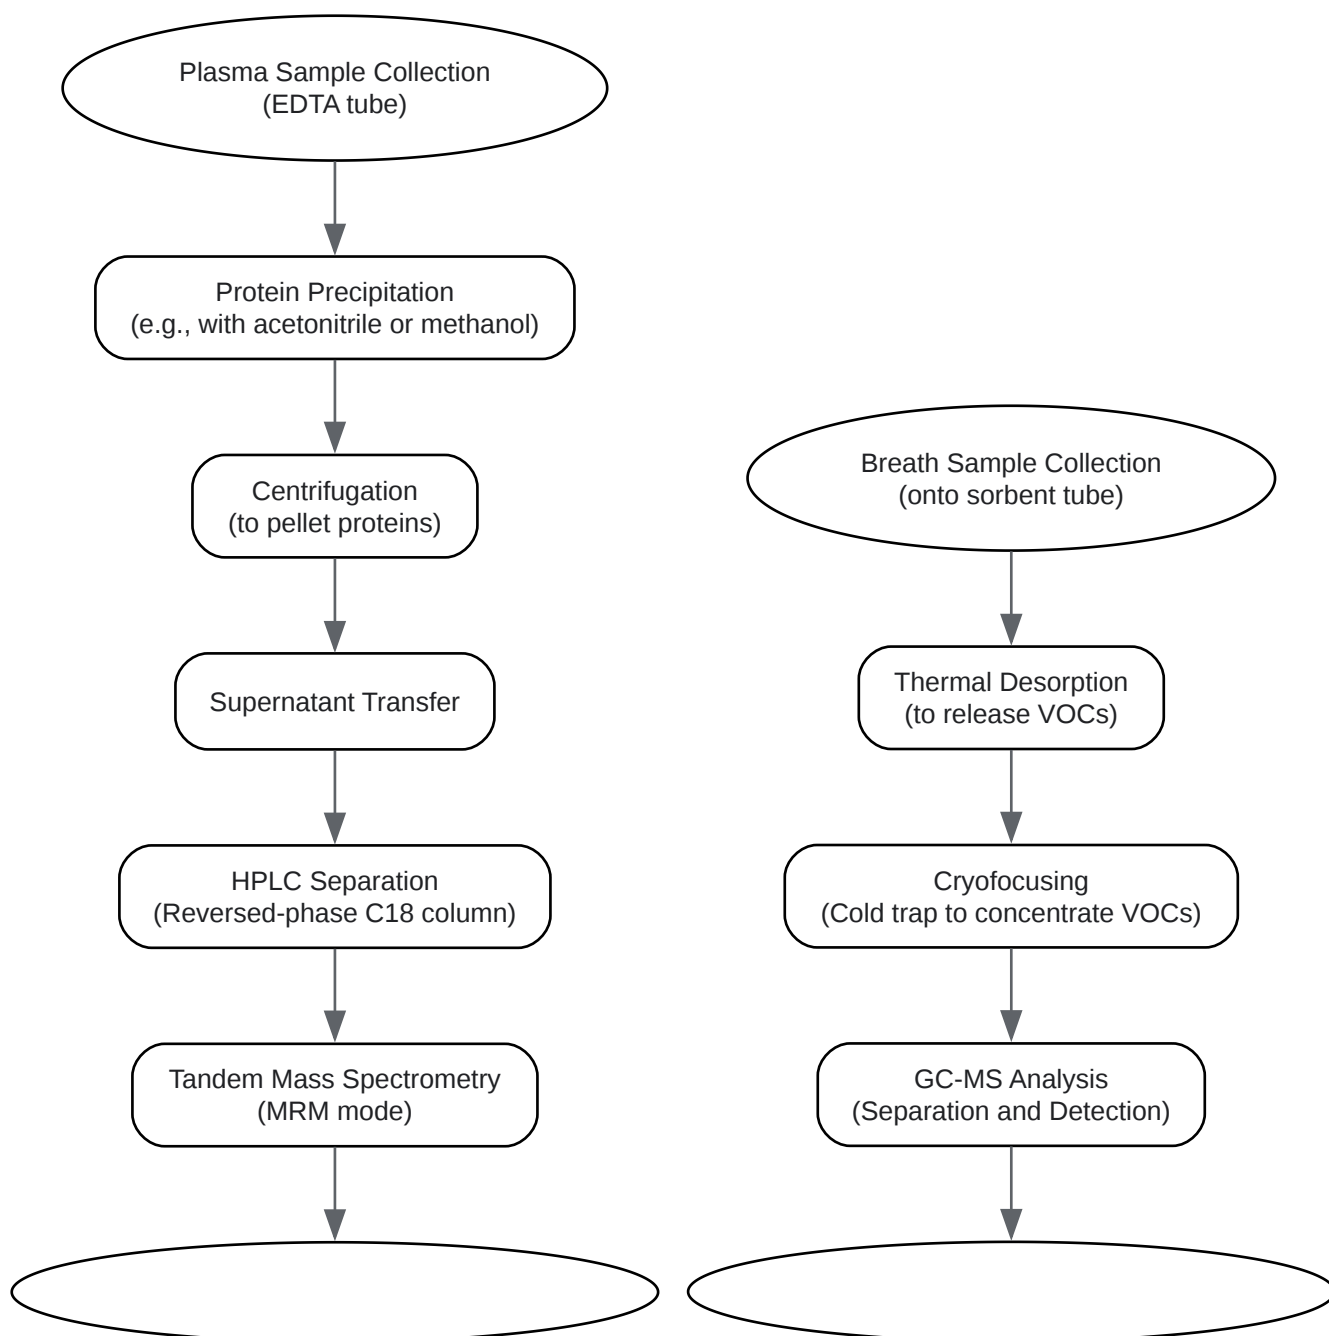 Plasma Sample Collection
(EDTA tube)
Protein Precipitation
(e.g., with acetonitrile or methanol)
Centrifugation
(to pellet proteins)
Supernatant Transfer
HPLC Separation
(Reversed-phase C18 column)
Tandem Mass Spectrometry
(MRM mode)
Breath Sample Collection
(onto sorbent tube)
Thermal Desorption
(to release VOCs)
Cryofocusing
(Cold trap to concentrate VOCs)
GC-MS Analysis
(Separation and Detection)